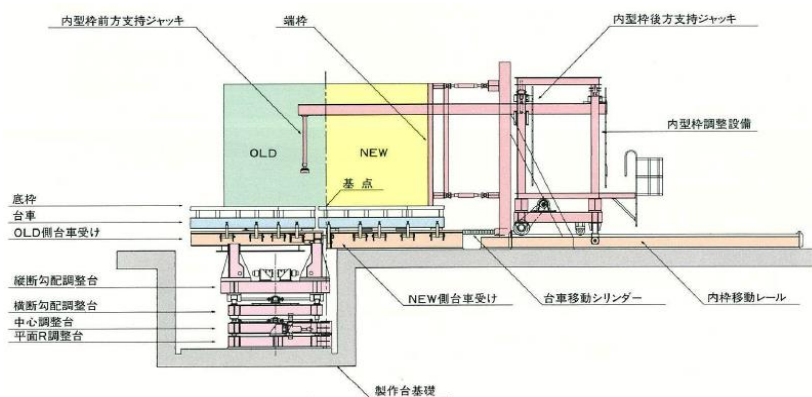 内型枠前方支持ジャッキ
端枠
内型枠後方支持ジャッキ
内型枠調整設備
OLD
NEW
基点
底枠
台車
OLD側台車受け
縦断勾配調整台
横断勾配調整台
中心調整台
平面R調整台
NEW側台車受け
台車移動シリンダー
内枠移動レール
製作台基礎